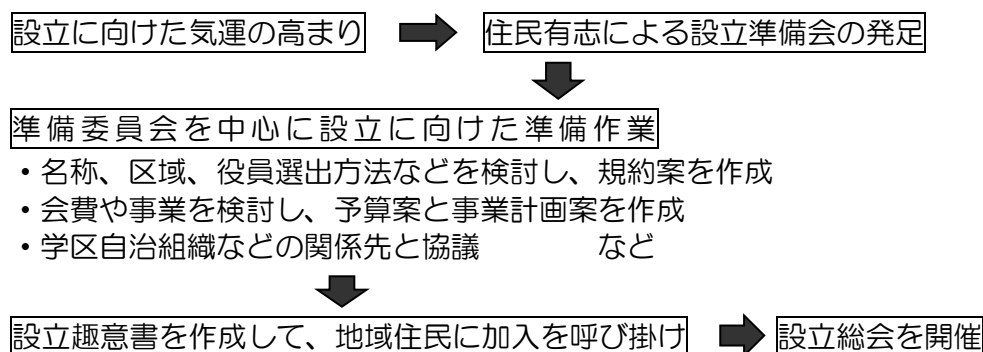 設立に向けた気運の高まり 住民有志による設立準備会の発足
準備委員会を中心に設立に向けた準備作業
・名称、区域、役員選出方法などを検討し、規約案を作成
・会費や事業を検討し、予算案と事業計画案を作成
・学区自治組織などの関係先と協議 など
設立趣意書を作成して、地域住民に加入を呼び掛け 設立総会を開催